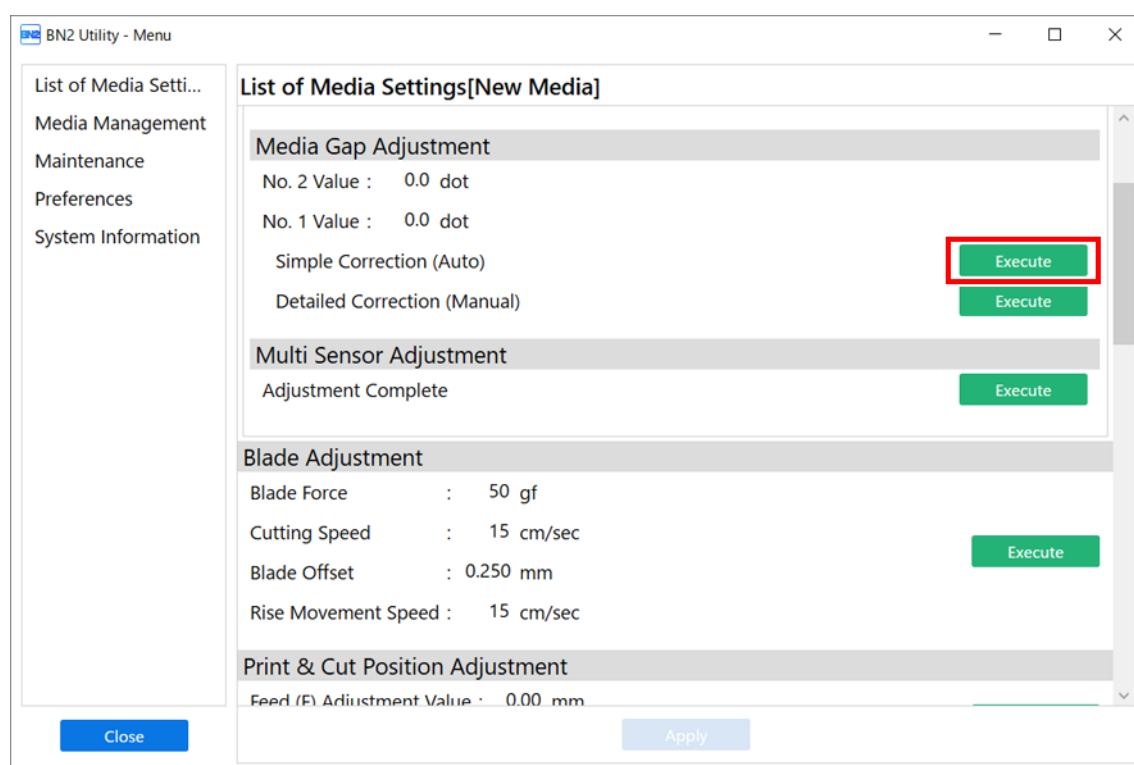 BN2 BN2 Utility - Menu
List of Media Setti...
Media Management
Maintenance
Preferences
System Information
List of Media Settings[New Media]
Media Gap Adjustment
No. 2 Value : 0.0 dot
No. 1 Value : 0.0 dot
Simple Correction (Auto) Execute
Detailed Correction (Manual) Execute
Multi Sensor Adjustment
Adjustment Complete Execute
Blade Adjustment
Blade Force : 50 gf
Cutting Speed : 15 cm/sec
Execute
Blade Offset : 0.250 mm
Rise Movement Speed : 15 cm/sec
Print & Cut Position Adjustment
Feed (F) Adjustment Value : 0.00 mm
Close Apply